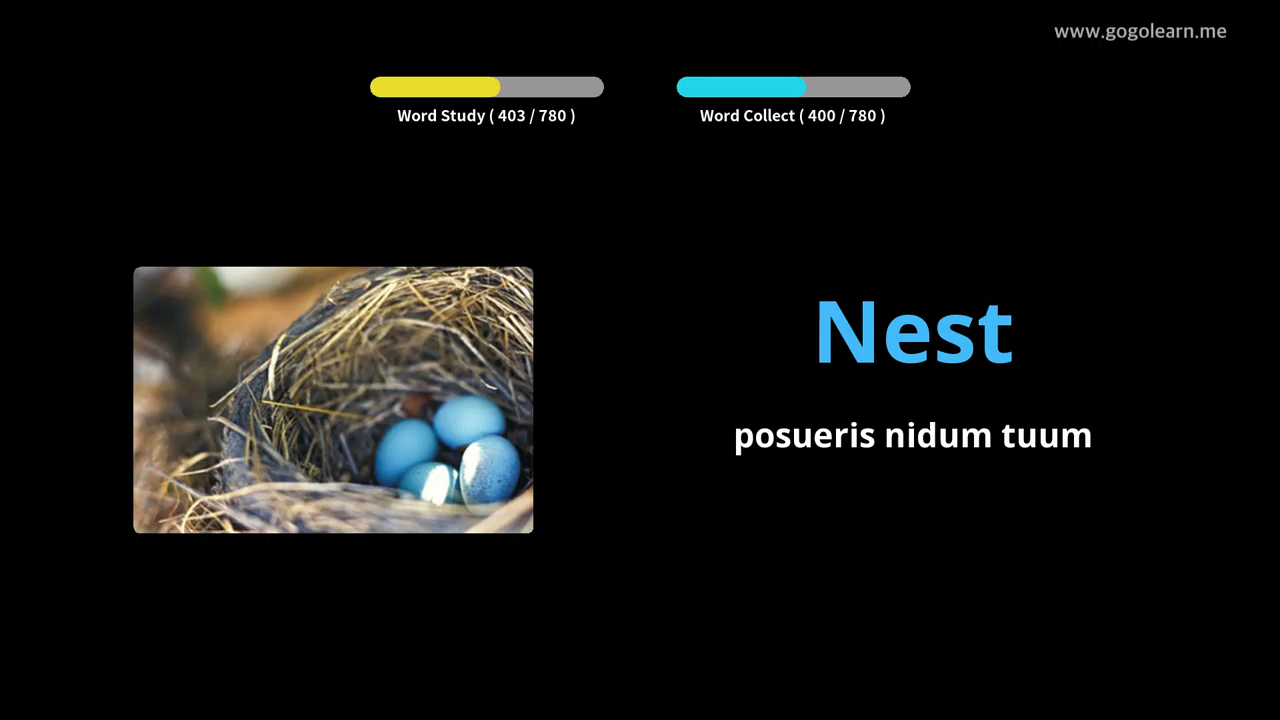 www.gogolearn.me
Word Study ( 403 / 780 )
Word Collect ( 400 / 780 )
Nest
posueris nidum tuum